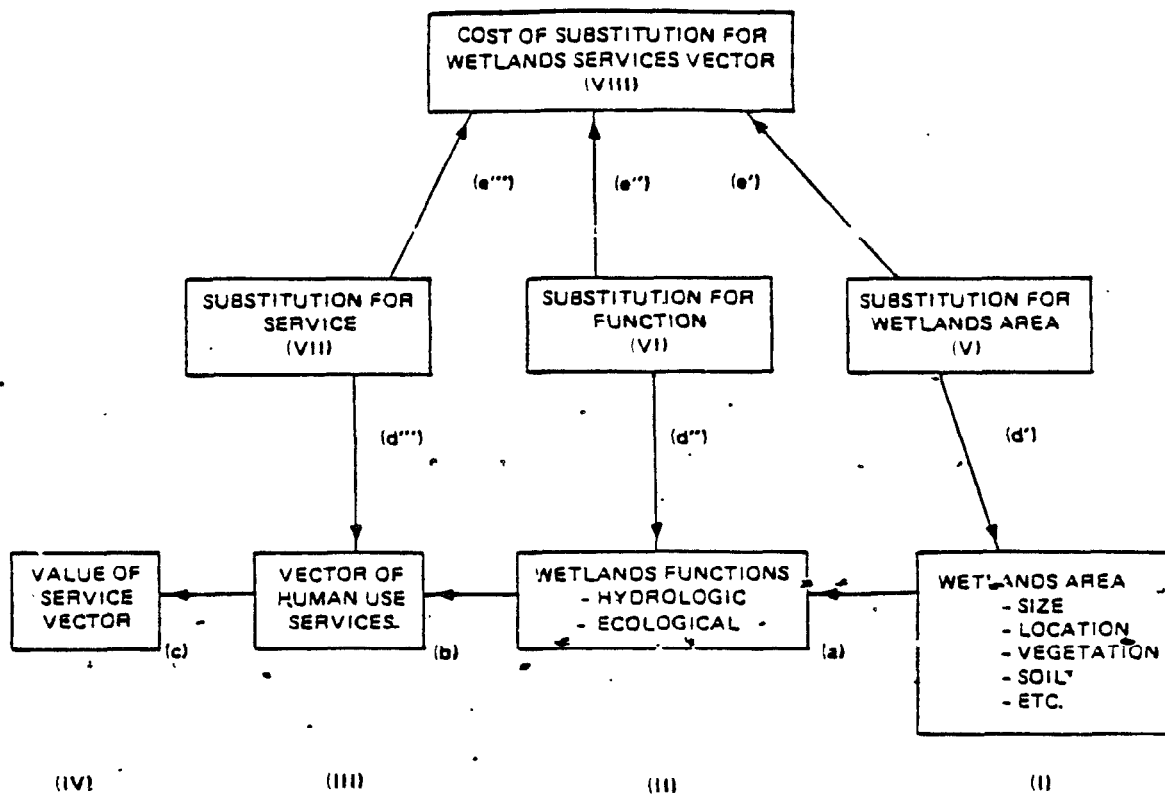 COST OF SUBSTITUTION FOR
WETLANDS SERVICES VECTOR
(VIII)
(e''')
(e'')
(e')
SUBSTITUTION FOR
SERVICE
(VII)
SUBSTITUTION FOR
FUNCTION
(VI)
SUBSTITUTION FOR
WETLANDS AREA
(V)
(d''')
(d'')
(d')
VALUE OF
SERVICE
VECTOR
(c)
VECTOR OF
HUMAN USE
SERVICES
(b)
WETLANDS FUNCTIONS
- HYDROLOGIC
- ECOLOGICAL
(a)
WETLANDS AREA
- SIZE
- LOCATION
- VEGETATION
- SOIL
- ETC.
(IV)
(III)
(II)
(I)